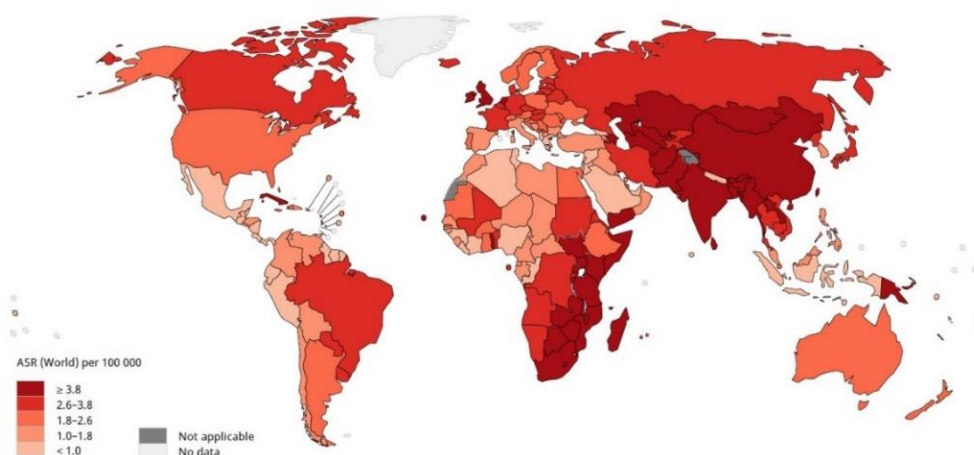 ASR (World) per 100 000
≥ 3.8
2.6–3.8
1.8–2.6
1.0–1.8
< 1.0
Not applicable
No data